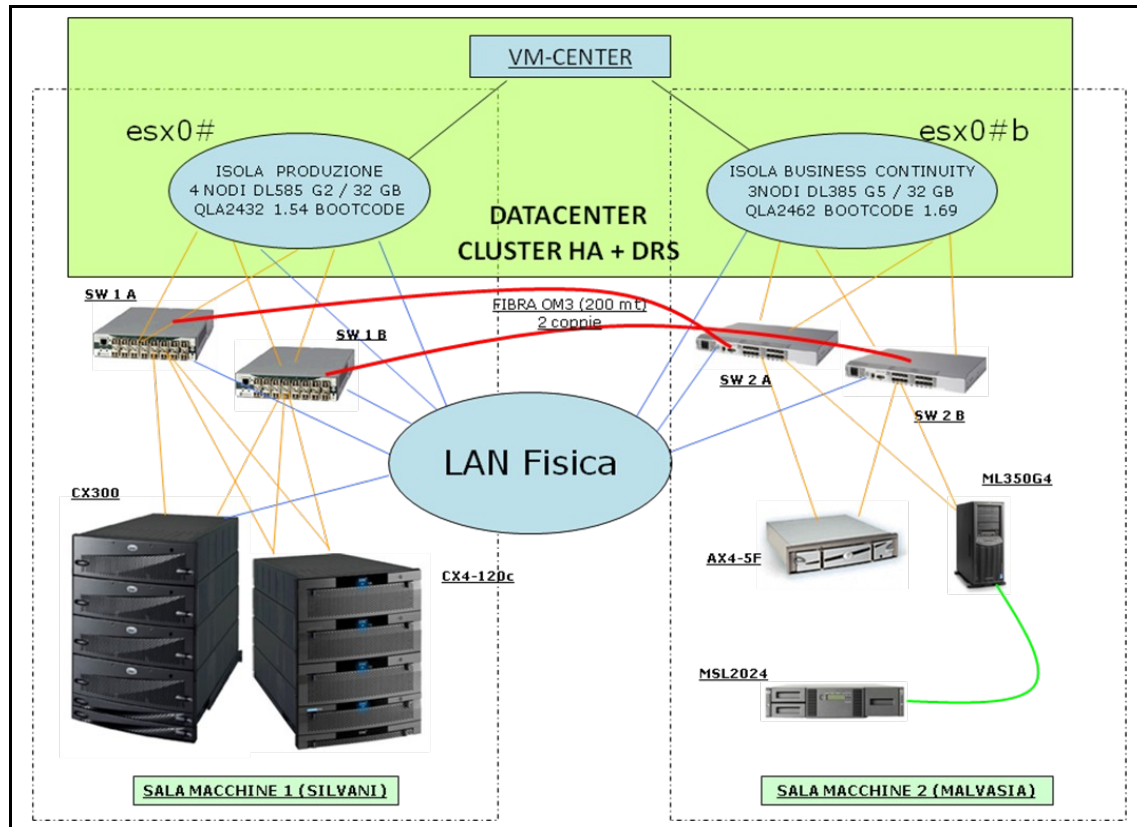 VM-CENTER
esx0#
esx0#b
ISOLA PRODUZIONE
4 NODI DL585 G2 / 32 GB
QLA2432 1.54 BOOTCODE
ISOLA BUSINESS CONTINUITY
3NODI DL385 G5 / 32 GB
QLA2462 BOOTCODE 1.69
DATACENTER
CLUSTER HA + DRS
SW 1 A
FIBRA OM3 (200 mt)
2 coppie
SW 1 B
SW 2 A
SW 2 B
LAN Fisica
CX300
CX4-120c
ML350G4
AX4-5F
MSL2024
SALA MACCHINE 1 (SILVANI)
SALA MACCHINE 2 (MALVASIA)